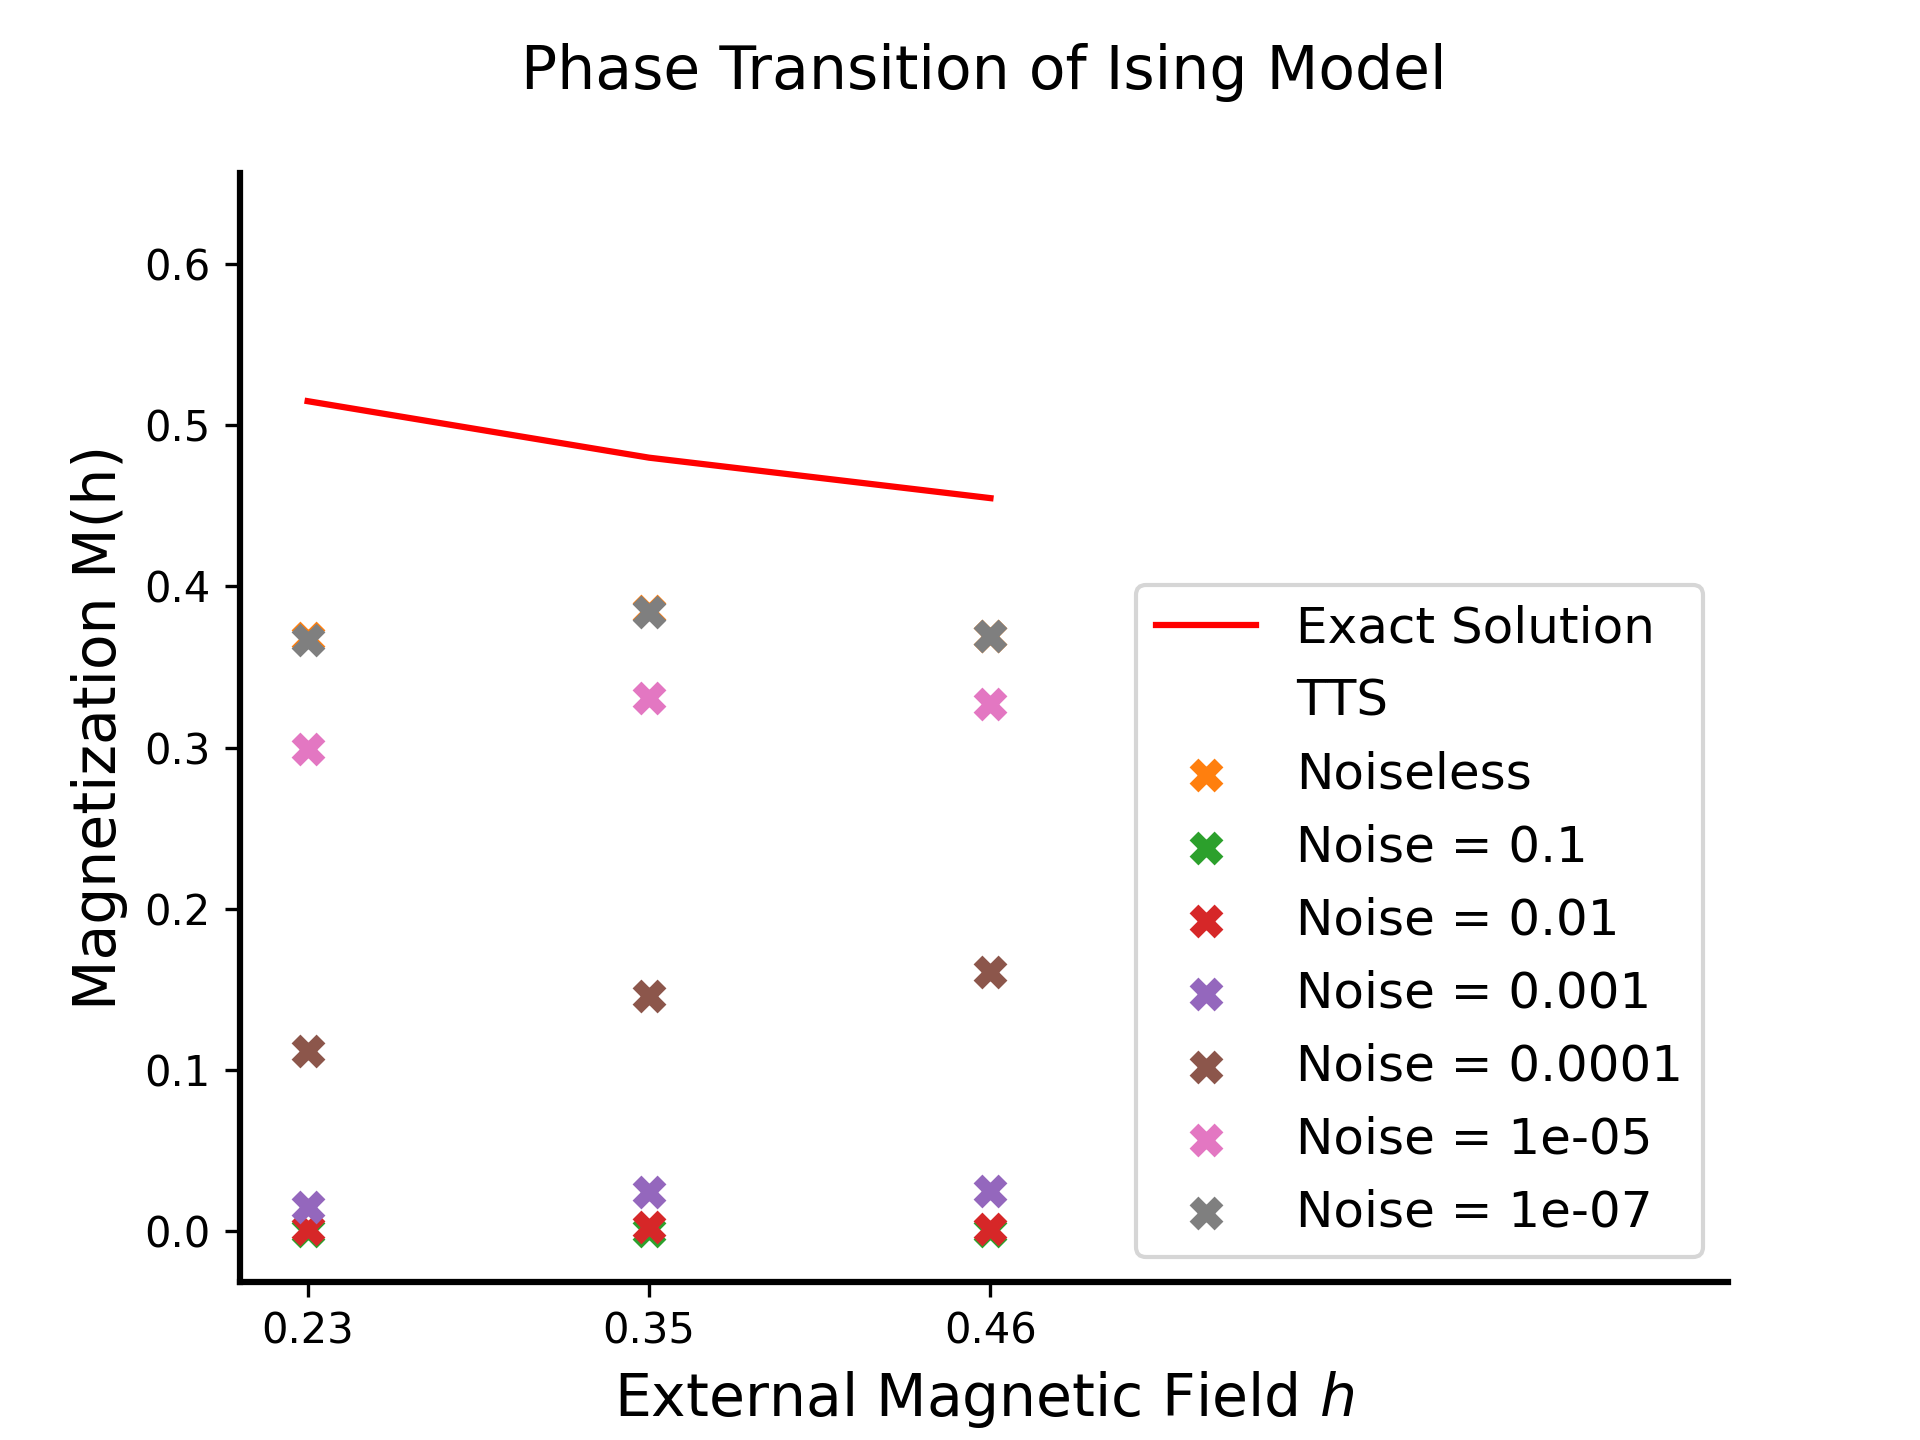 Phase Transition of Ising Model
Magnetization M(h)
0.6
0.5
0.4
0.3
0.2
0.1
0.0
Exact Solution
TTS
Noiseless
Noise = 0.1
Noise = 0.01
Noise = 0.001
Noise = 0.0001
Noise = 1e-05
Noise = 1e-07
0.23 0.35 0.46
External Magnetic Field h